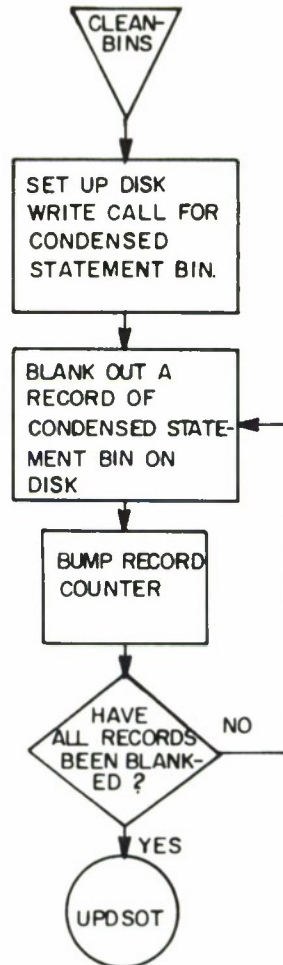 CLEAN-
BINS
SET UP DISK
WRITE CALL FOR
CONDENSED
STATEMENT BIN.
BLANK OUT A
RECORD OF
CONDENSED STATE-
MENT BIN ON
DISK
BUMP RECORD
COUNTER
HAVE
ALL RECORDS
BEEN BLANK-
ED ?
NO
YES
UPDSOT